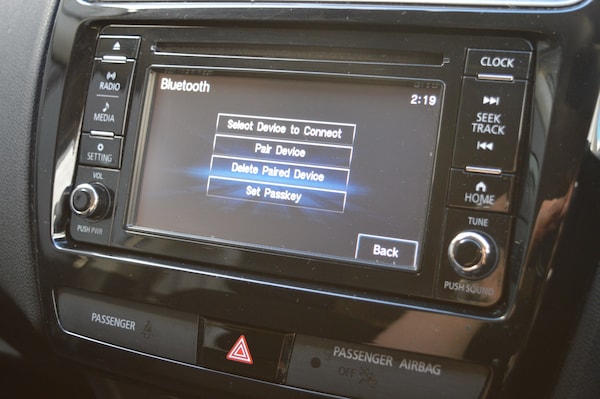 RADIO
MEDIA
SETTING
VOL
PUSH PWR
Bluetooth
2:19
Select Device to Connect
Pair Device
Delete Paired Device
Set Passkey
Back
CLOCK
SEEK
TRACK
HOME
TUNE
PUSH SOUND
PASSENGER
PASSENGER AIRBAG
OFF